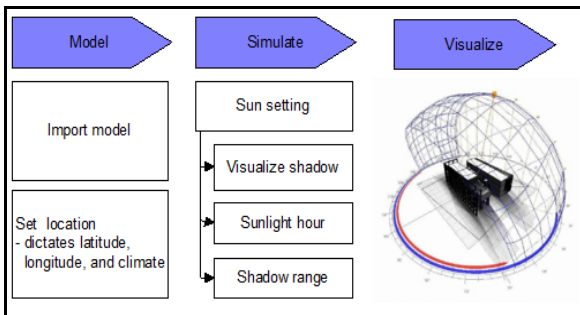 Model
Simulate
Visualize
Import model
Set location
- dictates latitude,
longitude, and climate
Sun setting
Visualize shadow
Sunlight hour
Shadow range